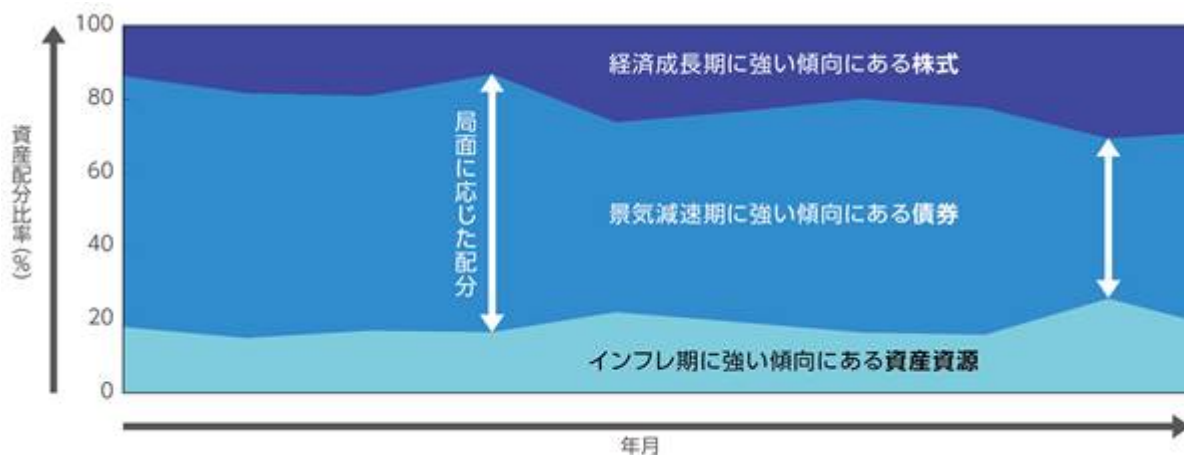 100
80
60
40
20
0
資産配分比率(%)
経済成長期に強い傾向にある株式
局面に応じた配分
景気減速期に強い傾向にある債券
インフレ期に強い傾向にある資産資源
年月